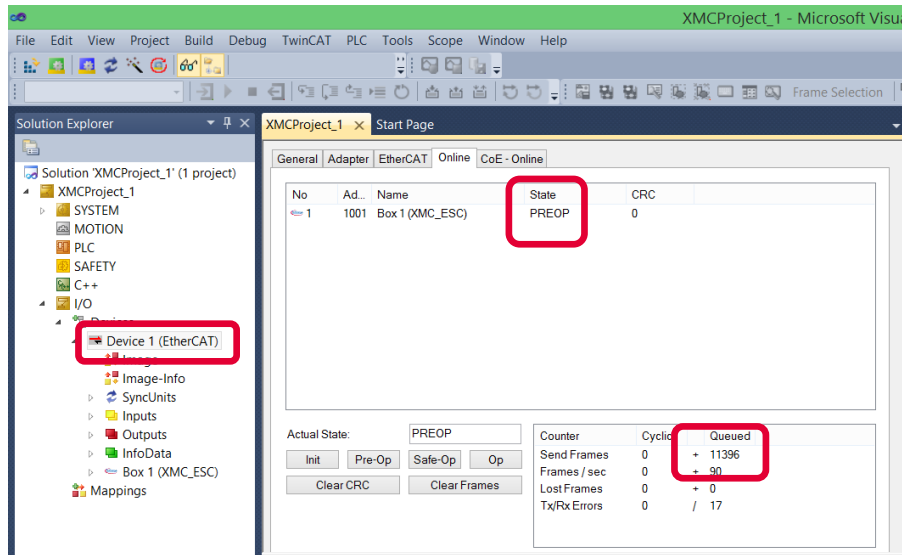 XMCProject_1 - Microsoft Visua
File Edit View Project Build Debug TwinCAT PLC Tools Scope Window Help
Frame Selection
Solution Explorer
XMCProject_1 Start Page
Solution 'XMCProject_1' (1 project)
XMCProject_1
SYSTEM
MOTION
PLC
SAFETY
C++
I/O
Devices
Device 1 (EtherCAT)
Image
Image-Info
SyncUnits
Inputs
Outputs
InfoData
Box 1 (XMC_ESC)
Mappings
General Adapter EtherCAT Online CoE - Online
No Ad... Name State CRC
1 1001 Box 1 (XMC_ESC) PREOP 0
Actual State: PREOP
Init Pre-Op Safe-Op Op
Clear CRC Clear Frames
Counter Cyclic Queued
Send Frames 0 + 11396
Frames / sec 0 + 90
Lost Frames 0 + 0
Tx/Rx Errors 0 / 17